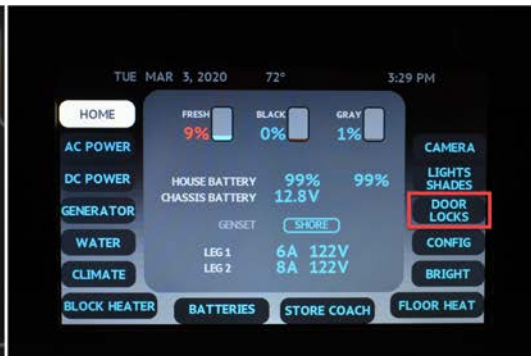 TUE MAR 3, 2020 72° 3:29 PM
HOME
AC POWER
DC POWER
GENERATOR
WATER
CLIMATE
BLOCK HEATER
FRESH BLACK GRAY
9% 0% 1%
HOUSE BATTERY 99% 99%
CHASSIS BATTERY 12.8V
GENSET SHORE
LEG 1 6A 122V
LEG 2 8A 122V
CAMERA
LIGHTS
SHADES
DOOR
LOCKS
CONFIG
BRIGHT
FLOOR HEAT
BATTERIES
STORE COACH